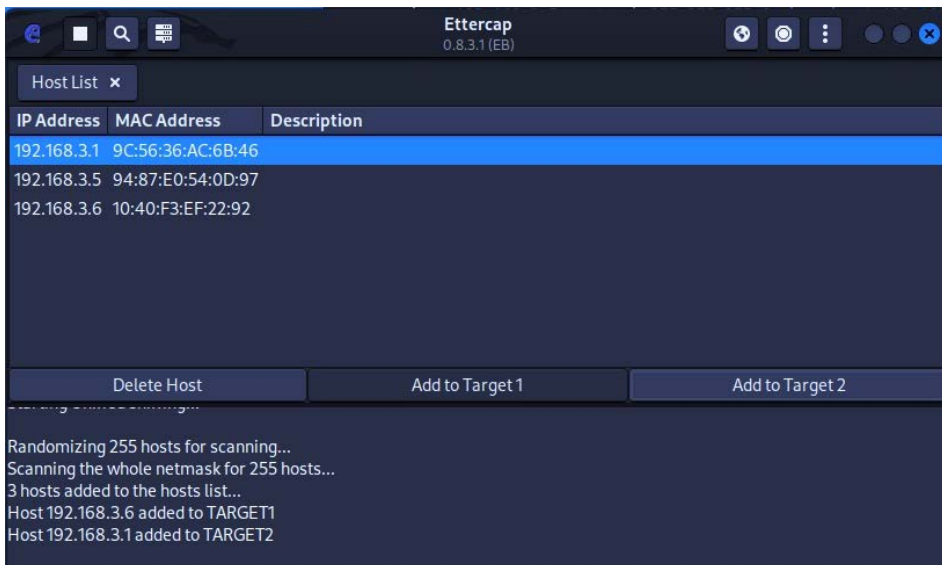 Ettercap
0.8.3.1 (EB)
Host List ×
IP Address MAC Address Description
192.168.3.1 9C:56:36:AC:6B:46
192.168.3.5 94:87:E0:54:0D:97
192.168.3.6 10:40:F3:EF:22:92
Delete Host Add to Target 1 Add to Target 2
Randomizing 255 hosts for scanning...
Scanning the whole netmask for 255 hosts...
3 hosts added to the hosts list...
Host 192.168.3.6 added to TARGET1
Host 192.168.3.1 added to TARGET2